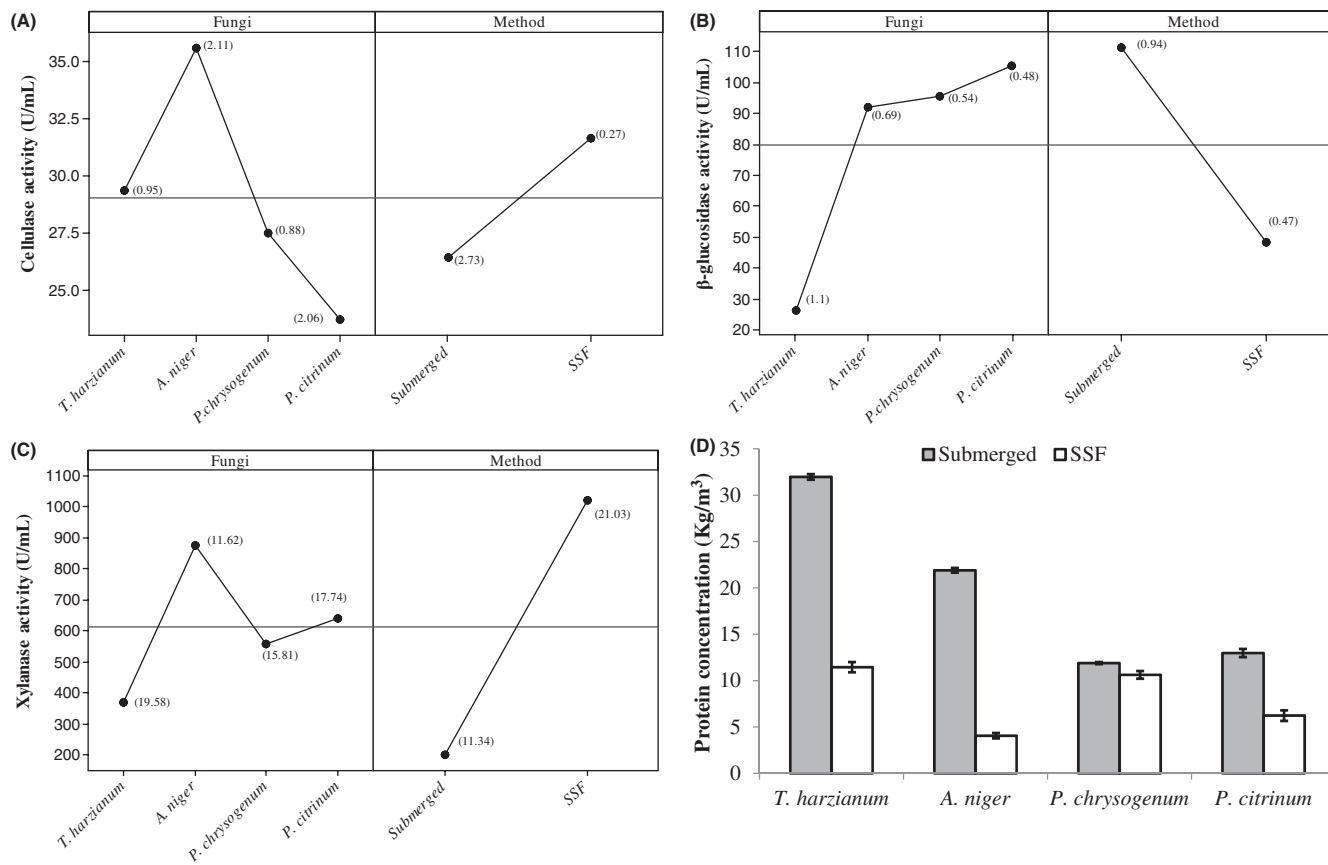 (A)
Fungi Method
Cellulase activity (U/mL)
35.0
32.5
30.0
27.5
25.0
(2.11)
(0.95)
(0.88)
(2.06)
(2.73)
(0.27)
T. harzianum
A. niger
P.chrysogenum
P. citrinum
Submerged
SSF
(B)
Fungi Method
β-glucosidase activity (U/mL)
110
100
90
80
70
60
50
40
30
20
(1.1)
(0.69)
(0.54)
(0.48)
(0.94)
(0.47)
T. harzianum
A. niger
P.chrysogenum
P. citrinum
Submerged
SSF
(C)
Fungi Method
Xylanase activity (U/mL)
1100
1000
900
800
700
600
500
400
300
200
(19.58)
(11.62)
(15.81)
(17.74)
(11.34)
(21.03)
T. harzianum
A. niger
P. chrysogenum
P. citrinum
Submerged
SSF
(D)
Submerged SSF
Protein concentration (Kg/m³)
35
30
25
20
15
10
5
0
T. harzianum A. niger P. chrysogenum P. citrinum